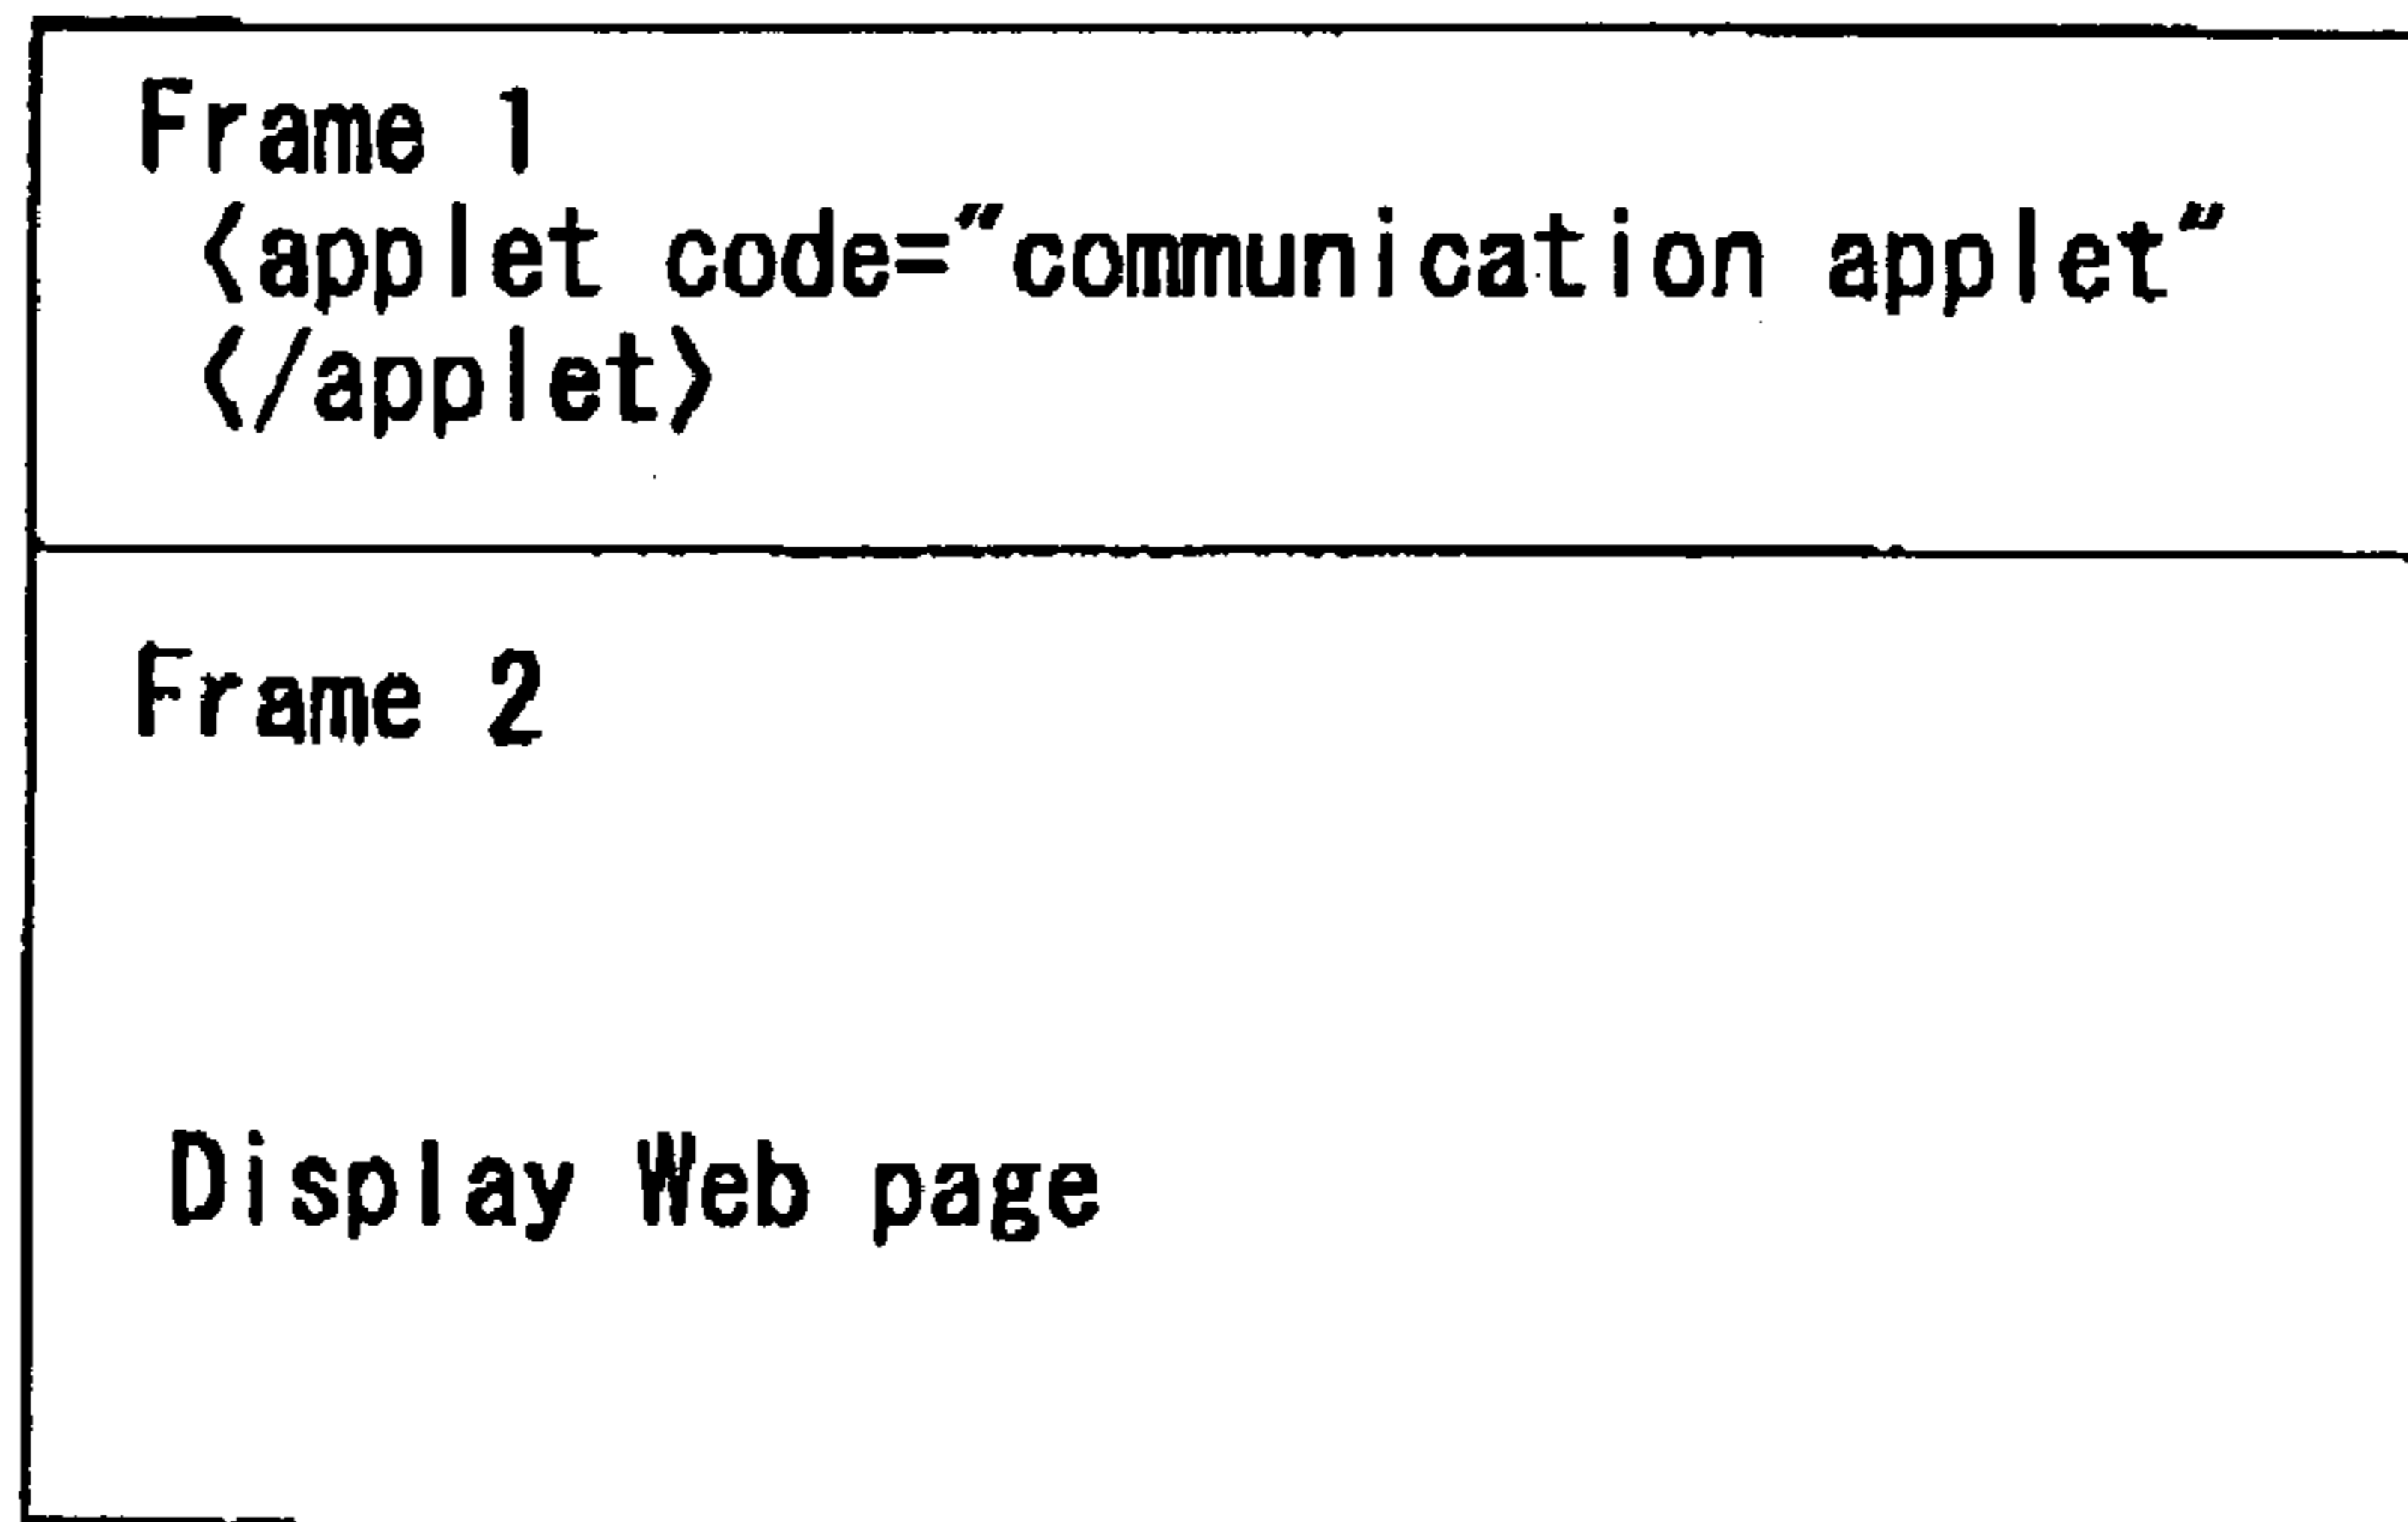 Frame 1
<applet code="communication applet"
</applet>
Frame 2
Display Web page